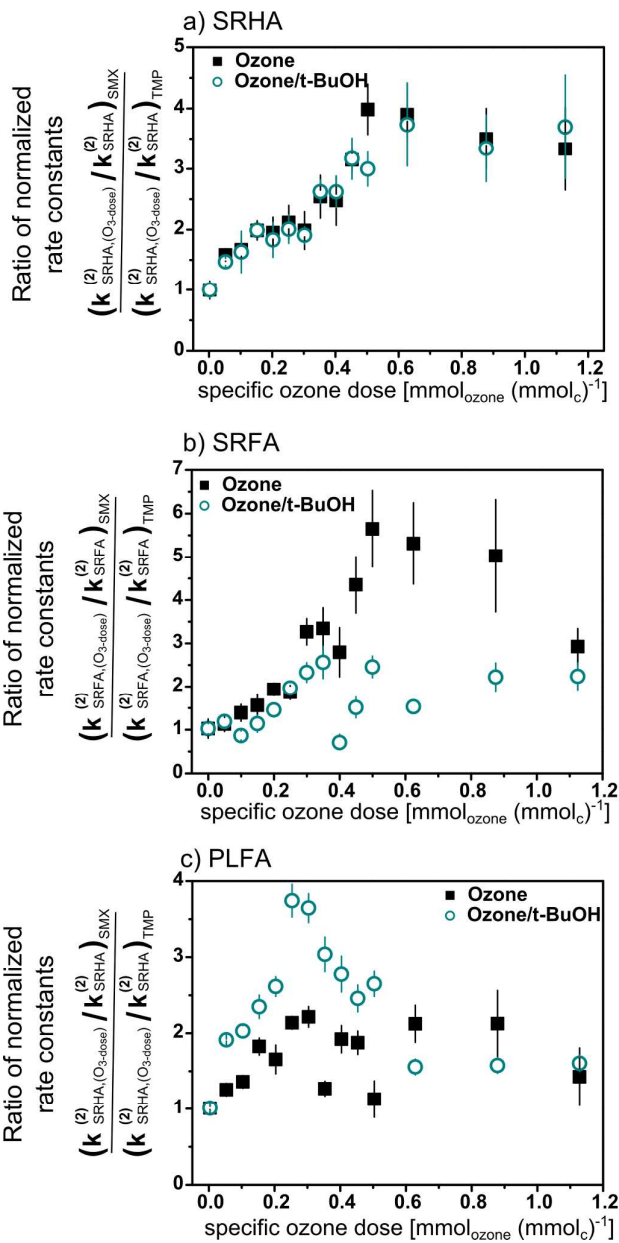 a) SRHA
Ratio of normalized
rate constants
(k(2)SRHA,(O3-dose) / k(2)SRHA)SMX
(k(2)SRHA,(O3-dose) / k(2)SRHA)TMP
5
4
3
2
1
0
Ozone
Ozone/t-BuOH
0.0 0.2 0.4 0.6 0.8 1.0 1.2
specific ozone dose [mmolozone (mmolc)-1]
b) SRFA
Ratio of normalized
rate constants
(k(2)SRFA,(O3-dose) / k(2)SRFA)SMX
(k(2)SRFA,(O3-dose) / k(2)SRFA)TMP
7
6
5
4
3
2
1
0
Ozone
Ozone/t-BuOH
0.0 0.2 0.4 0.6 0.8 1.0 1.2
specific ozone dose [mmolozone (mmolc)-1]
c) PLFA
Ratio of normalized
rate constants
(k(2)SRHA,(O3-dose) / k(2)SRHA)SMX
(k(2)SRHA,(O3-dose) / k(2)SRHA)TMP
4
3
2
1
0
Ozone
Ozone/t-BuOH
0.0 0.2 0.4 0.6 0.8 1.0 1.2
specific ozone dose [mmolozone (mmolc)-1]